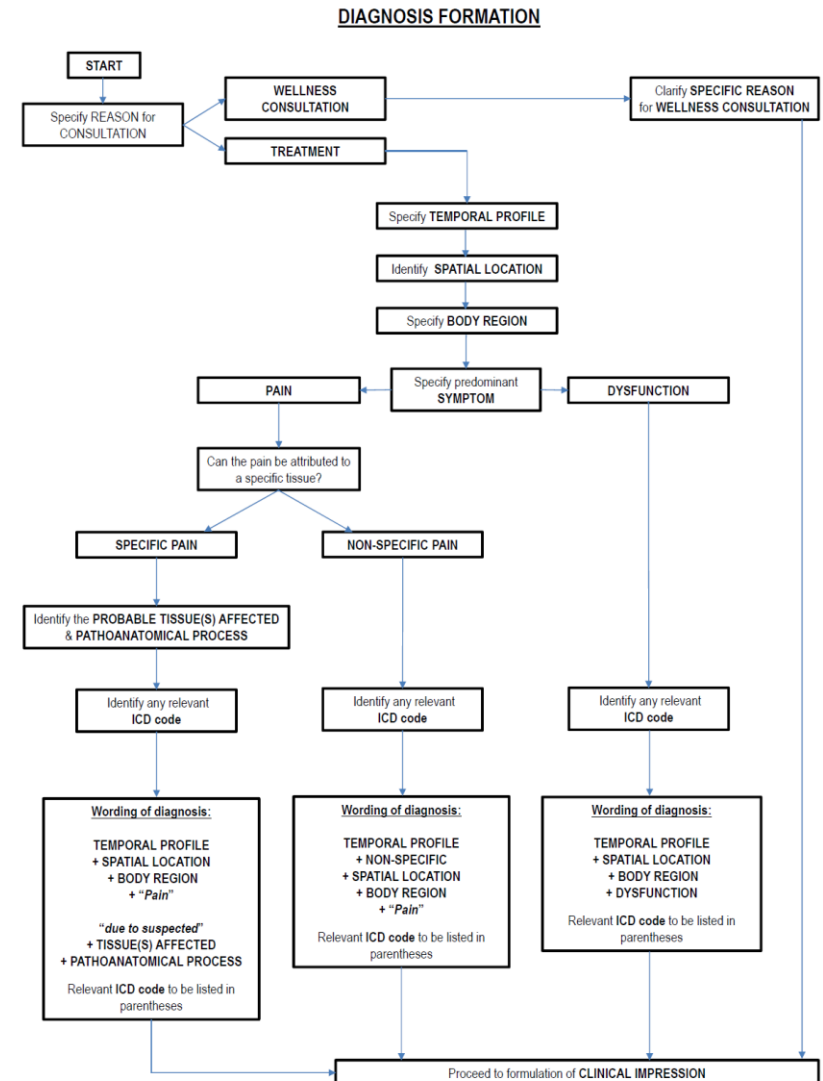 DIAGNOSIS FORMATION
START
Specify REASON for
CONSULTATION
WELLNESS
CONSULTATION
Clarify SPECIFIC REASON
for WELLNESS CONSULTATION
TREATMENT
Specify TEMPORAL PROFILE
Identify SPATIAL LOCATION
Specify BODY REGION
Specify predominant
SYMPTOM
PAIN
DYSFUNCTION
Can the pain be attributed to
a specific tissue?
SPECIFIC PAIN
NON-SPECIFIC PAIN
Identify the PROBABLE TISSUE(S) AFFECTED
& PATHOANATOMICAL PROCESS
Identify any relevant
ICD code
Identify any relevant
ICD code
Identify any relevant
ICD code
Wording of diagnosis:
TEMPORAL PROFILE
+ SPATIAL LOCATION
+ BODY REGION
+ "Pain"
"due to suspected"
+ TISSUE(S) AFFECTED
+ PATHOANATOMICAL PROCESS
Relevant ICD code to be listed in
parentheses
Wording of diagnosis:
TEMPORAL PROFILE
+ NON-SPECIFIC
+ SPATIAL LOCATION
+ BODY REGION
+ "Pain"
Relevant ICD code to be listed in
parentheses
Wording of diagnosis:
TEMPORAL PROFILE
+ SPATIAL LOCATION
+ BODY REGION
+ DYSFUNCTION
Relevant ICD code to be listed in
parentheses
Proceed to formulation of CLINICAL IMPRESSION